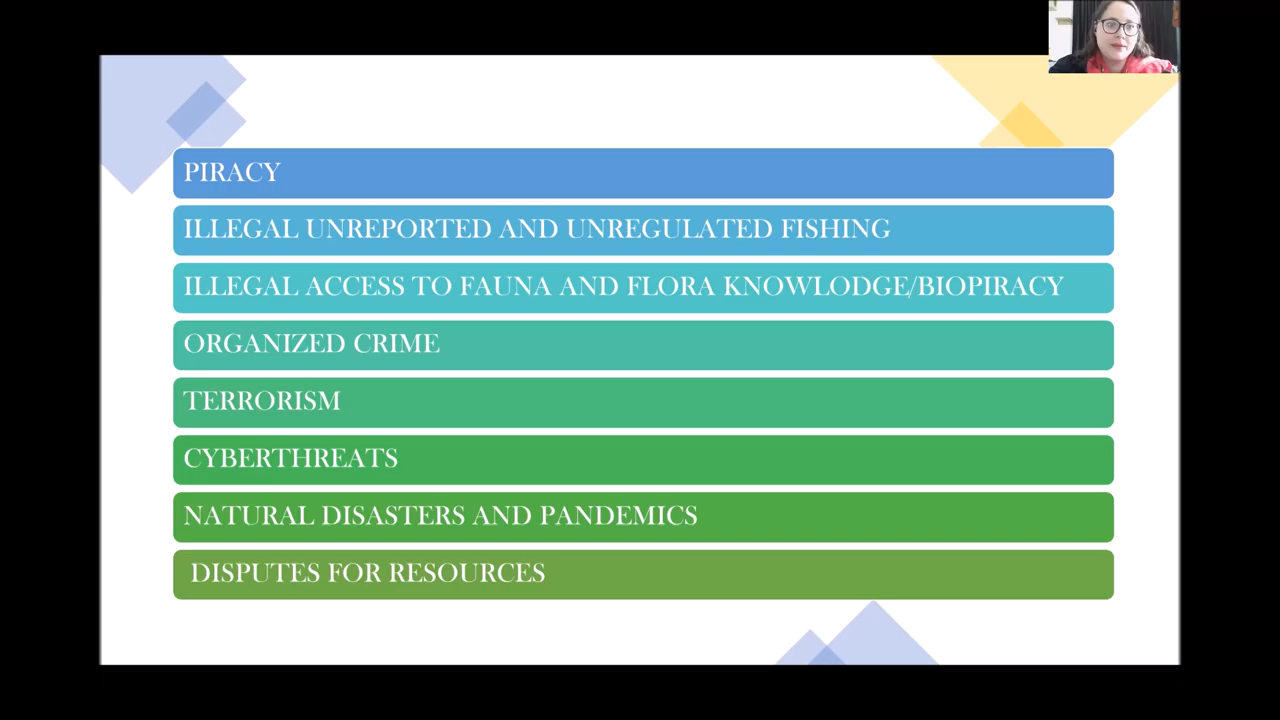 PIRACY
ILLEGAL UNREPORTED AND UNREGULATED FISHING
ILLEGAL ACCESS TO FAUNA AND FLORA KNOWLODGE/BIOPIRACY
ORGANIZED CRIME
TERRORISM
CYBERTHREATS
NATURAL DISASTERS AND PANDEMICS
DISPUTES FOR RESOURCES